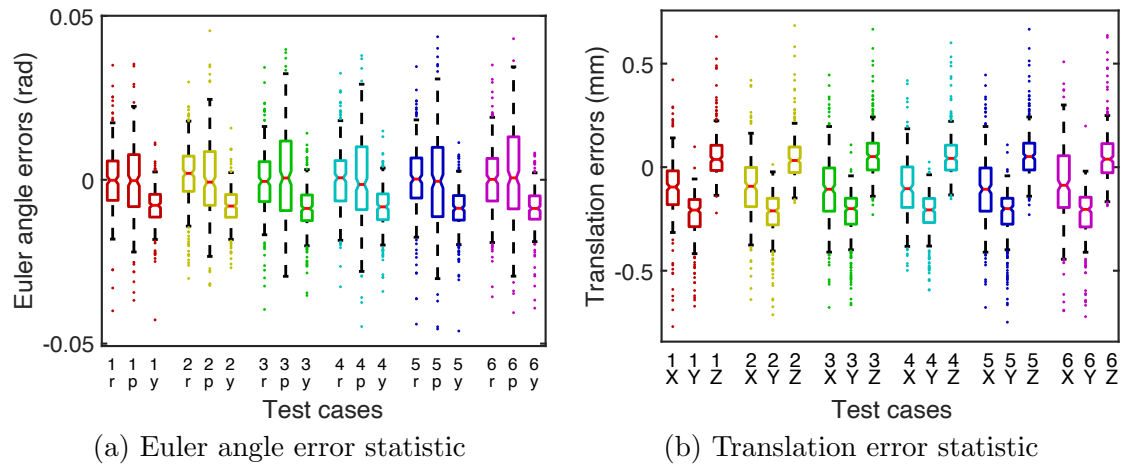 0.05
0
-0.05
Euler angle errors (rad)
1 1 1 2 2 2 3 3 3 4 4 4 5 5 5 6 6 6
r p y r p y r p y r p y r p y r p y
Test cases
(a) Euler angle error statistic
0.5
0
-0.5
Translation errors (mm)
1 1 1 2 2 2 3 3 3 4 4 4 5 5 5 6 6 6
X Y Z X Y Z X Y Z X Y Z X Y Z X Y Z
Test cases
(b) Translation error statistic